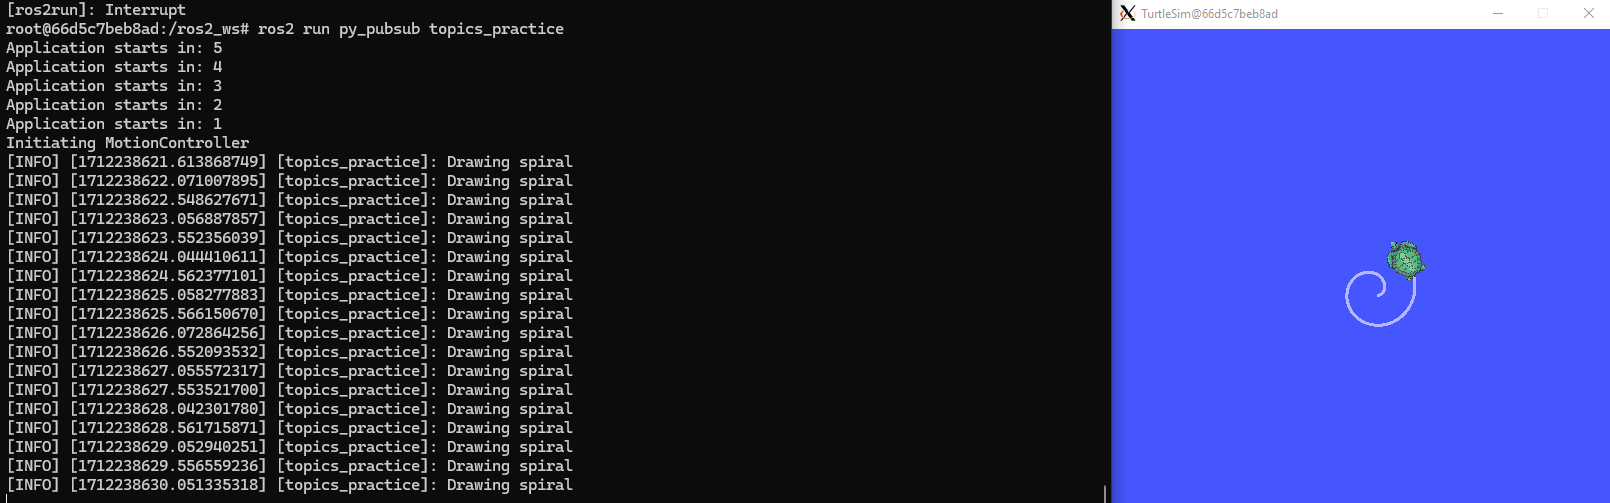 [ros2run]: Interrupt
root@66d5c7beb8ad:/ros2_ws# ros2 run py_pubsub topics_practice
Application starts in: 5
Application starts in: 4
Application starts in: 3
Application starts in: 2
Application starts in: 1
Initiating MotionController
[INFO] [1712238621.613868749] [topics_practice]: Drawing spiral
[INFO] [1712238622.071007895] [topics_practice]: Drawing spiral
[INFO] [1712238622.548627671] [topics_practice]: Drawing spiral
[INFO] [1712238623.056887857] [topics_practice]: Drawing spiral
[INFO] [1712238623.552356039] [topics_practice]: Drawing spiral
[INFO] [1712238624.044410611] [topics_practice]: Drawing spiral
[INFO] [1712238624.562377101] [topics_practice]: Drawing spiral
[INFO] [1712238625.058277883] [topics_practice]: Drawing spiral
[INFO] [1712238625.566150670] [topics_practice]: Drawing spiral
[INFO] [1712238626.072864256] [topics_practice]: Drawing spiral
[INFO] [1712238626.552093532] [topics_practice]: Drawing spiral
[INFO] [1712238627.055572317] [topics_practice]: Drawing spiral
[INFO] [1712238627.553521700] [topics_practice]: Drawing spiral
[INFO] [1712238628.042301780] [topics_practice]: Drawing spiral
[INFO] [1712238628.561715871] [topics_practice]: Drawing spiral
[INFO] [1712238629.052940251] [topics_practice]: Drawing spiral
[INFO] [1712238629.556559236] [topics_practice]: Drawing spiral
[INFO] [1712238630.051335318] [topics_practice]: Drawing spiral
TurtleSim@66d5c7beb8ad